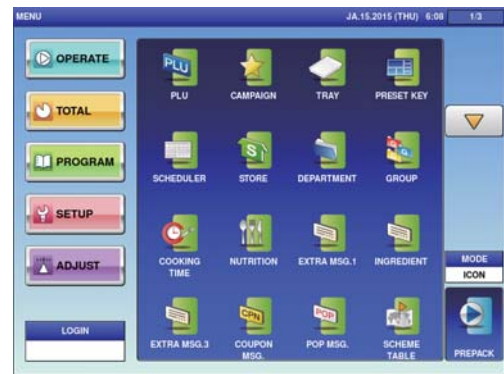 MENU
JA.15.2015 (THU) 6:08
1/3
OPERATE
TOTAL
PROGRAM
SETUP
ADJUST
LOGIN
PLU
PLU
CAMPAIGN
TRAY
PRESET KEY
SCHEDULER
S
STORE
DEPARTMENT
GROUP
COOKING
TIME
NUTRITION
EXTRA MSG.1
INGREDIENT
EXTRA MSG.3
CPN
COUPON
MSG.
POP
POP MSG.
SCHEME
TABLE
MODE
ICON
PREPACK